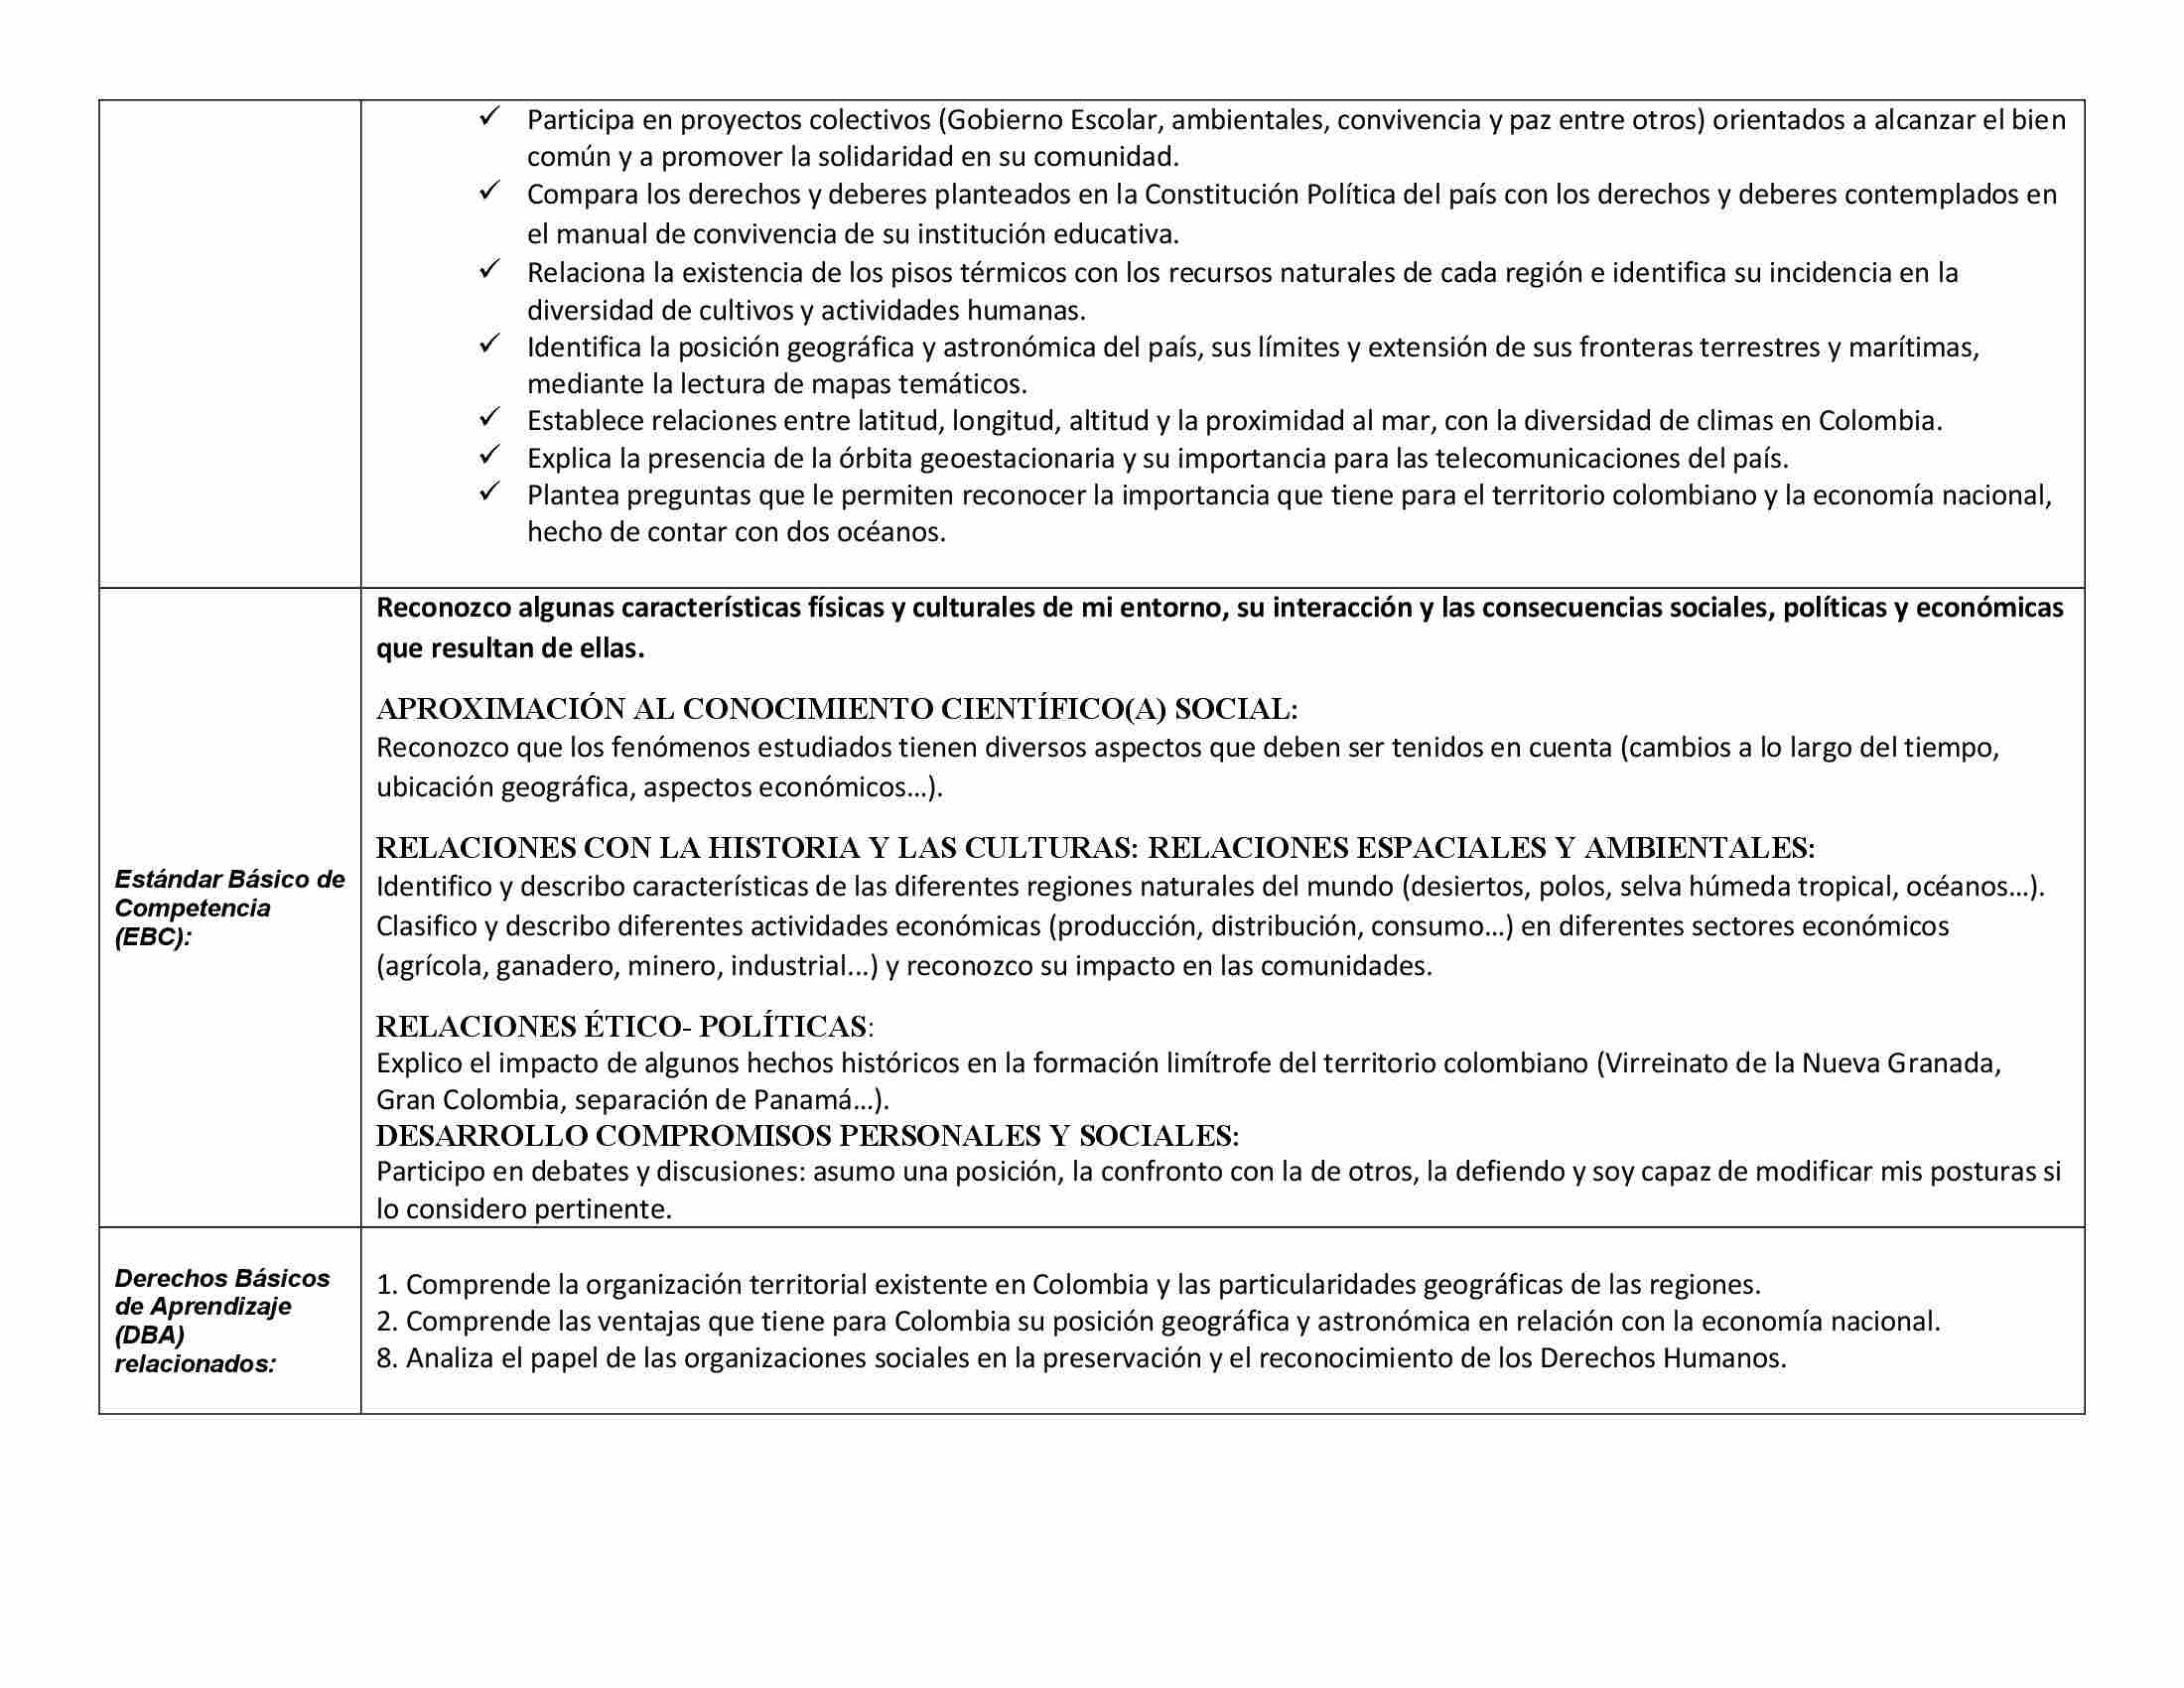 ✓ Participa en proyectos colectivos (Gobierno Escolar, ambientales, convivencia y paz entre otros) orientados a alcanzar el bien
común y a promover la solidaridad en su comunidad.
✓ Compara los derechos y deberes planteados en la Constitución Política del país con los derechos y deberes contemplados en
el manual de convivencia de su institución educativa.
✓ Relaciona la existencia de los pisos térmicos con los recursos naturales de cada región e identifica su incidencia en la
diversidad de cultivos y actividades humanas.
✓ Identifica la posición geográfica y astronómica del país, sus límites y extensión de sus fronteras terrestres y marítimas,
mediante la lectura de mapas temáticos.
✓ Establece relaciones entre latitud, longitud, altitud y la proximidad al mar, con la diversidad de climas en Colombia.
✓ Explica la presencia de la órbita geoestacionaria y su importancia para las telecomunicaciones del país.
✓ Plantea preguntas que le permiten reconocer la importancia que tiene para el territorio colombiano y la economía nacional,
hecho de contar con dos océanos.
Estándar Básico de
Competencia
(EBC):
Reconozco algunas características físicas y culturales de mi entorno, su interacción y las consecuencias sociales, políticas y económicas
que resultan de ellas.
APROXIMACIÓN AL CONOCIMIENTO CIENTÍFICO(A) SOCIAL:
Reconozco que los fenómenos estudiados tienen diversos aspectos que deben ser tenidos en cuenta (cambios a lo largo del tiempo,
ubicación geográfica, aspectos económicos...).
RELACIONES CON LA HISTORIA Y LAS CULTURAS: RELACIONES ESPACIALES Y AMBIENTALES:
Identifico y describo características de las diferentes regiones naturales del mundo (desiertos, polos, selva húmeda tropical, océanos...).
Clasifico y describo diferentes actividades económicas (producción, distribución, consumo...) en diferentes sectores económicos
(agrícola, ganadero, minero, industrial...) y reconozco su impacto en las comunidades.
RELACIONES ÉTICO- POLÍTICAS:
Explico el impacto de algunos hechos históricos en la formación limítrofe del territorio colombiano (Virreinato de la Nueva Granada,
Gran Colombia, separación de Panamá...).
DESARROLLO COMPROMISOS PERSONALES Y SOCIALES:
Participo en debates y discusiones: asumo una posición, la confronto con la de otros, la defiendo y soy capaz de modificar mis posturas si
lo considero pertinente.
Derechos Básicos
de Aprendizaje
(DBA)
relacionados:
1. Comprende la organización territorial existente en Colombia y las particularidades geográficas de las regiones.
2. Comprende las ventajas que tiene para Colombia su posición geográfica y astronómica en relación con la economía nacional.
8. Analiza el papel de las organizaciones sociales en la preservación y el reconocimiento de los Derechos Humanos.